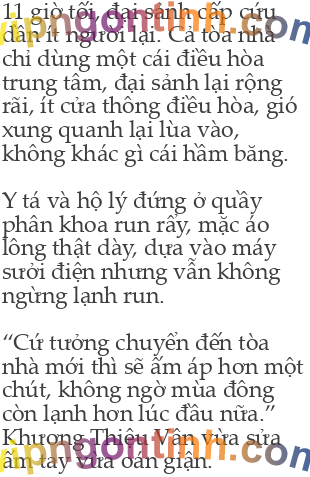 11 giờ tối, đại sảnh cấp cứu
dần ít người lại. Cả tòa nhà
chỉ dùng một cái điều hòa
trung tâm, đại sảnh lại rộng
rãi, ít cửa thông điều hòa, gió
xung quanh lại lùa vào,
không khác gì cái hầm băng.
Y tá và hộ lý đứng ở quầy
phân khoa run rẩy, mặc áo
lông thật dày, dựa vào máy
sưởi điện nhưng vẫn không
ngừng lạnh run.
“Cứ tưởng chuyển đến tòa
nhà mới thì sẽ ấm áp hơn một
chút, không ngờ mùa đông
còn lạnh hơn lúc đầu nữa.”
Khương Thiệu Vân vừa sửa
ấm tay vừa oán giận.